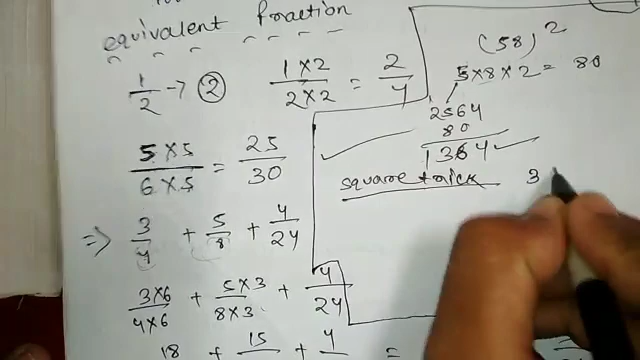 equivalent Fraction
1/2 → ② 1×2/2×2 = 2/4
5×5/6×5 = 25/30
⇒ 3/4 + 5/8 + 4/24
3×6/4×6 + 5×3/8×3 + 4/24
18 + 15 + 4 =
(58)²
5×8×2 = 80
2564
80
1364
square trick 3